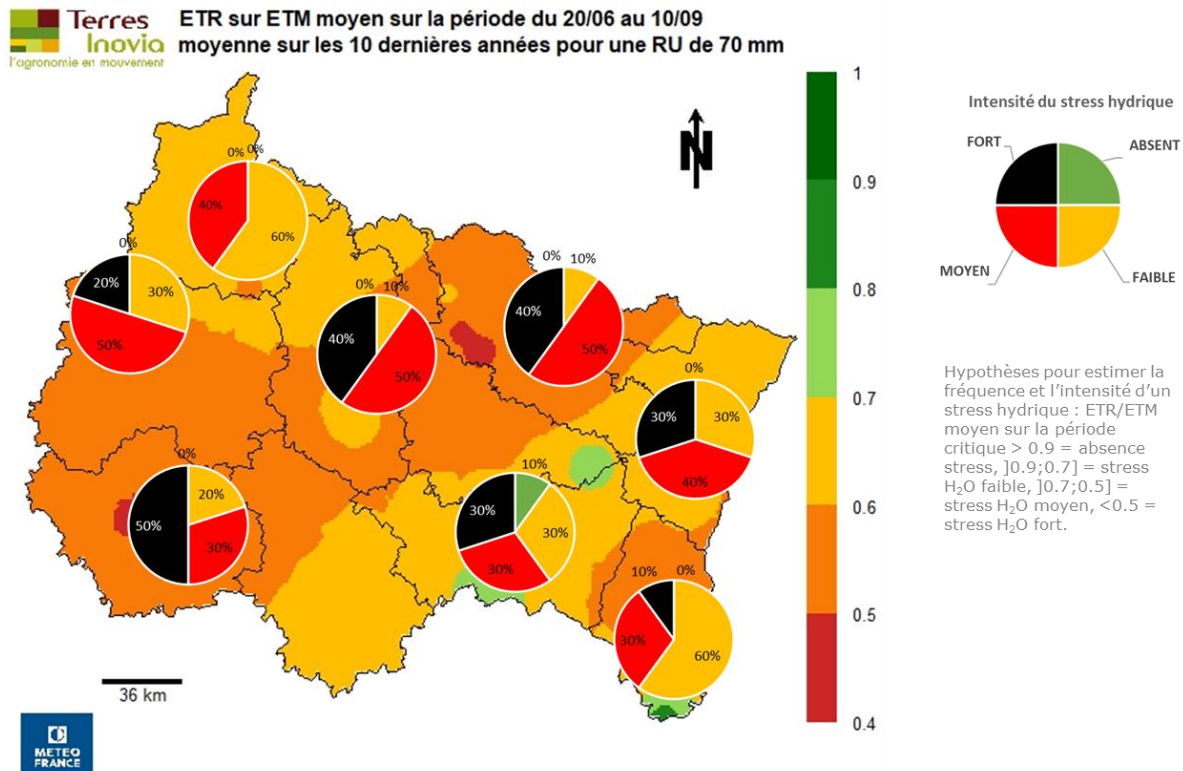 Terres
Inovia
l'agronomie en mouvement
ETR sur ETM moyen sur la période du 20/06 au 10/09
moyenne sur les 10 dernières années pour une RU de 70 mm
N
1
0.9
0.8
0.7
0.6
0.5
0.4
Intensité du stress hydrique
FORT
ABSENT
MOYEN
FAIBLE
Hypothèses pour estimer la
fréquence et l'intensité d'un
stress hydrique : ETR/ETM
moyen sur la période
critique > 0.9 = absence
stress, ]0.9;0.7] = stress
H₂O faible, ]0.7;0.5] =
stress H₂O moyen, <0.5 =
stress H₂O fort.
0% 0%
40%
60%
0%
20%
30%
50%
0% 10%
40%
50%
0% 10%
40%
50%
0%
30%
30%
40%
0%
20%
50%
30%
10%
30%
30%
30%
10% 0%
30%
60%
36 km
METEO
FRANCE